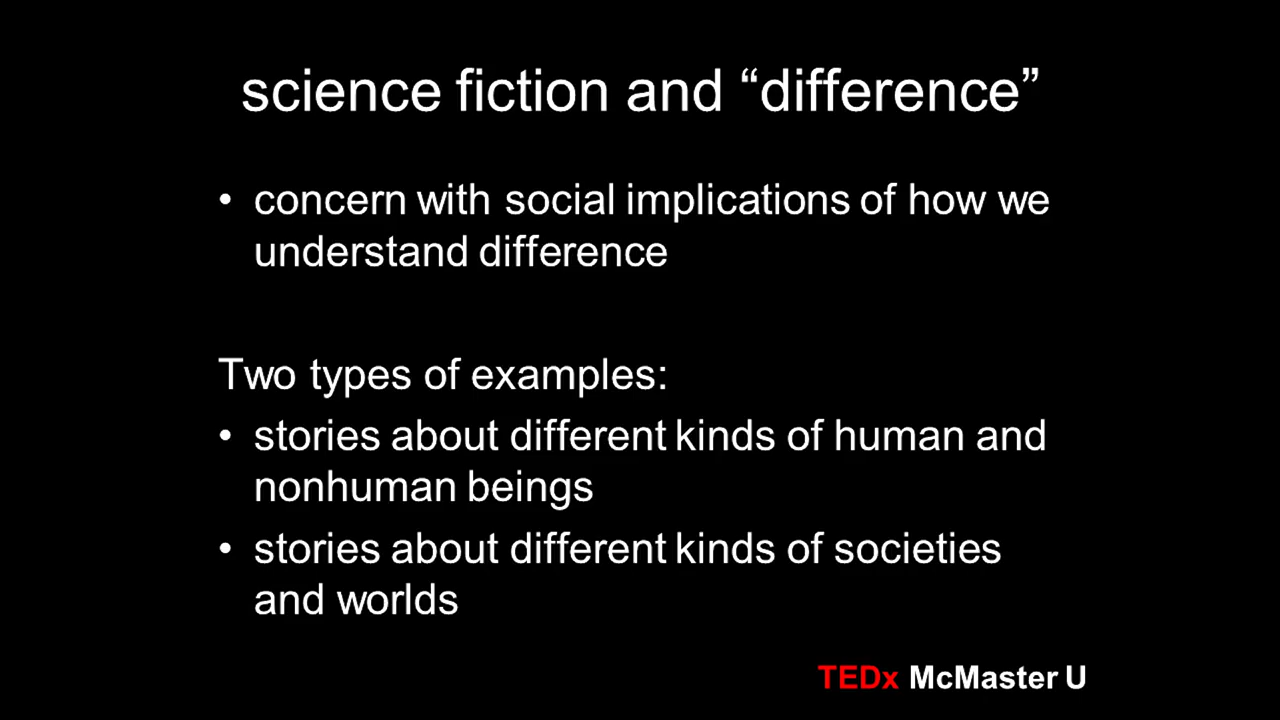 science fiction and “difference”
• concern with social implications of how we
understand difference
Two types of examples:
• stories about different kinds of human and
nonhuman beings
• stories about different kinds of societies
and worlds
TEDx McMaster U